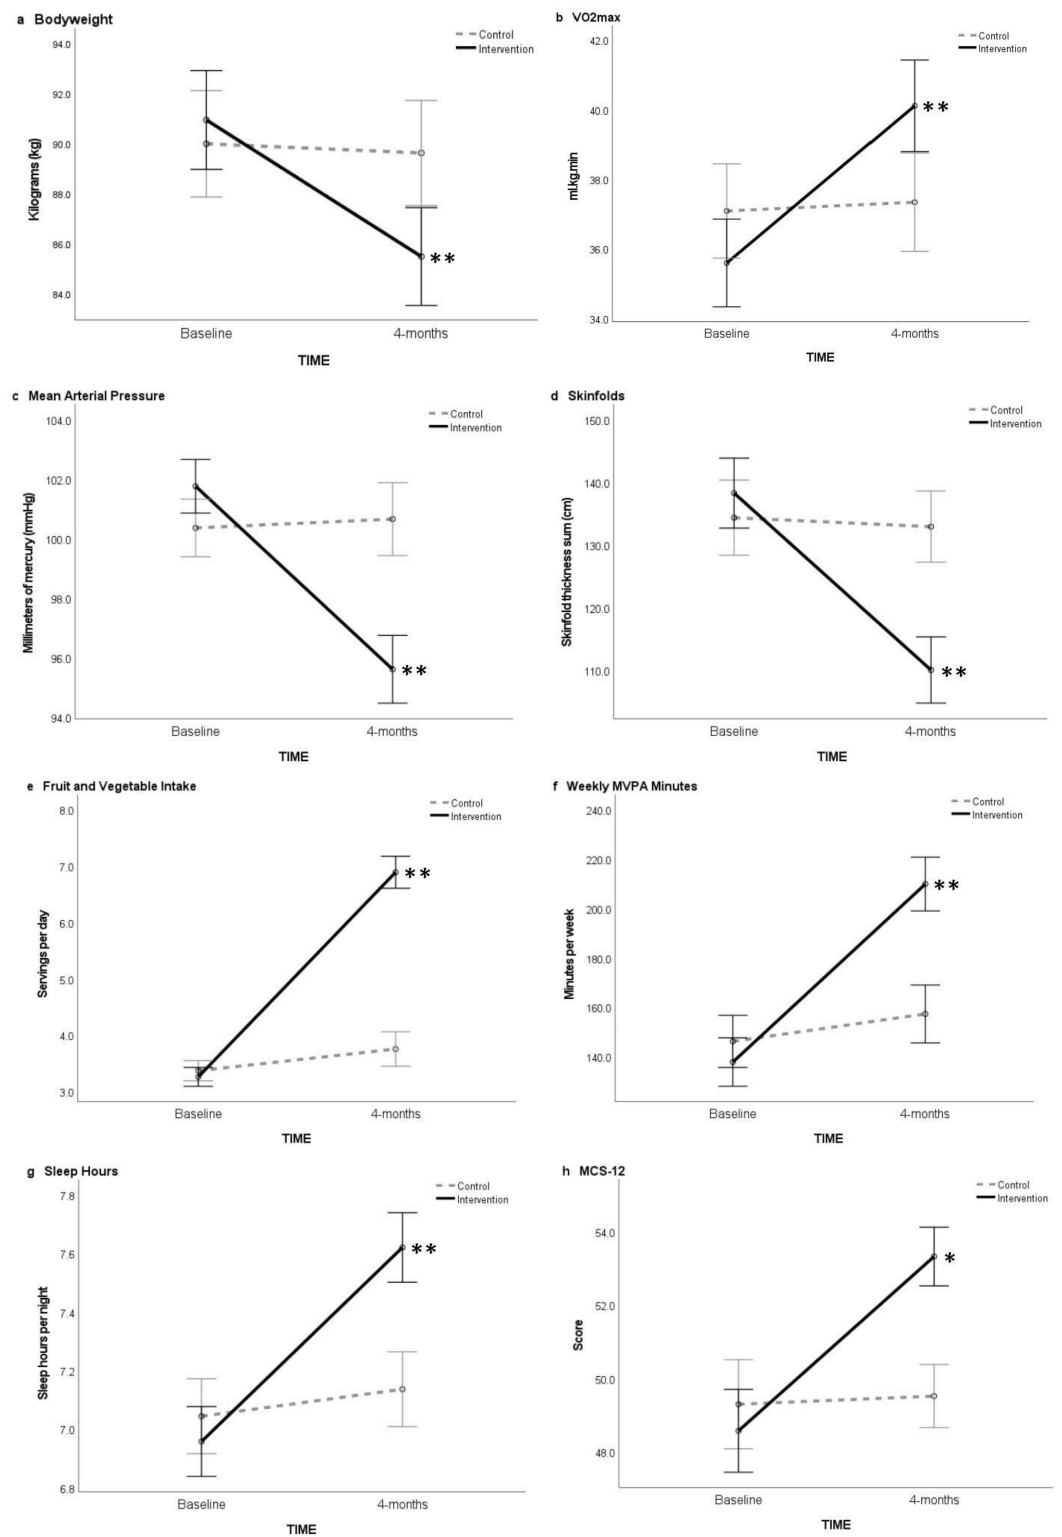 a Bodyweight
Control
Intervention
Kilograms (kg)
94.0
92.0
90.0
88.0
86.0
84.0
**
Baseline
4-months
TIME
b VO2max
Control
Intervention
ml.kg.min
42.0
40.0
38.0
36.0
34.0
**
Baseline
4-months
TIME
c Mean Arterial Pressure
Control
Intervention
Millimeters of mercury (mmHg)
104.0
102.0
100.0
98.0
96.0
94.0
**
Baseline
4-months
TIME
d Skinfolds
Control
Intervention
Skinfold thickness sum (cm)
150.0
140.0
130.0
120.0
110.0
**
Baseline
4-months
TIME
e Fruit and Vegetable Intake
Control
Intervention
Servings per day
8.0
7.0
6.0
5.0
4.0
3.0
**
Baseline
4-months
TIME
f Weekly MVPA Minutes
Control
Intervention
Minutes per week
240.0
220.0
200.0
180.0
160.0
140.0
**
Baseline
4-months
TIME
g Sleep Hours
Control
Intervention
Sleep hours per night
7.8
7.6
7.4
7.2
7.0
6.8
**
Baseline
4-months
TIME
h MCS-12
Control
Intervention
Score
54.0
52.0
50.0
48.0
*
Baseline
4-months
TIME